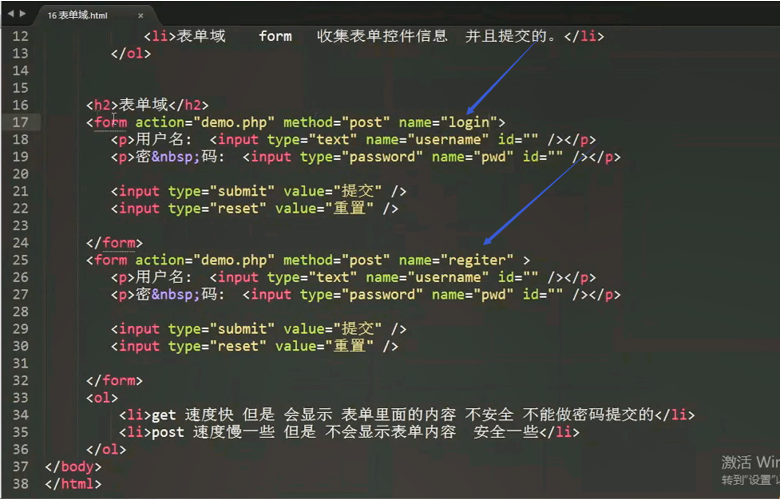 16 表单域.html ×
12 <li>表单域 form 收集表单控件信息 并且提交的。</li>
13 </ol>
14
15
16 <h2>表单域</h2>
17 <form action="demo.php" method="post" name="login">
18 <p>用户名: <input type="text" name="username" id="" /></p>
19 <p>密&nbsp;码: <input type="password" name="pwd" id="" /></p>
20
21 <input type="submit" value="提交" />
22 <input type="reset" value="重置" />
23
24 </form>
25 <form action="demo.php" method="post" name="regiter" >
26 <p>用户名: <input type="text" name="username" id="" /></p>
27 <p>密&nbsp;码: <input type="password" name="pwd" id="" /></p>
28
29 <input type="submit" value="提交" />
30 <input type="reset" value="重置" />
31
32 </form>
33 <ol>
34 <li>get 速度快 但是 会显示 表单里面的内容 不安全 不能做密码提交的</li>
35 <li>post 速度慢一些 但是 不会显示表单内容 安全一些</li>
36 </ol>
37 </body>
38 </html>
激活 Win
转到"设置"以